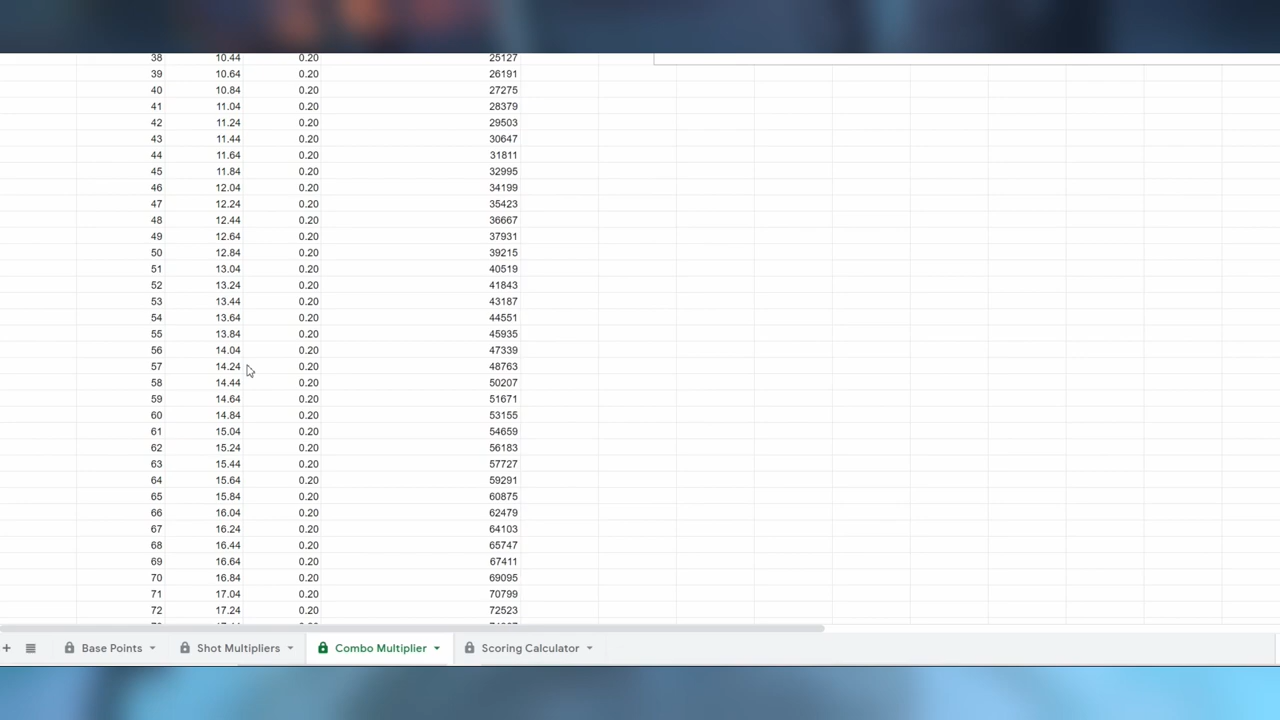 38 10.44 0.20 25127
39 10.64 0.20 26191
40 10.84 0.20 27275
41 11.04 0.20 28379
42 11.24 0.20 29503
43 11.44 0.20 30647
44 11.64 0.20 31811
45 11.84 0.20 32995
46 12.04 0.20 34199
47 12.24 0.20 35423
48 12.44 0.20 36667
49 12.64 0.20 37931
50 12.84 0.20 39215
51 13.04 0.20 40519
52 13.24 0.20 41843
53 13.44 0.20 43187
54 13.64 0.20 44551
55 13.84 0.20 45935
56 14.04 0.20 47339
57 14.24 0.20 48763
58 14.44 0.20 50207
59 14.64 0.20 51671
60 14.84 0.20 53155
61 15.04 0.20 54659
62 15.24 0.20 56183
63 15.44 0.20 57727
64 15.64 0.20 59291
65 15.84 0.20 60875
66 16.04 0.20 62479
67 16.24 0.20 64103
68 16.44 0.20 65747
69 16.64 0.20 67411
70 16.84 0.20 69095
71 17.04 0.20 70799
72 17.24 0.20 72523
+ Base Points Shot Multipliers Combo Multiplier Scoring Calculator